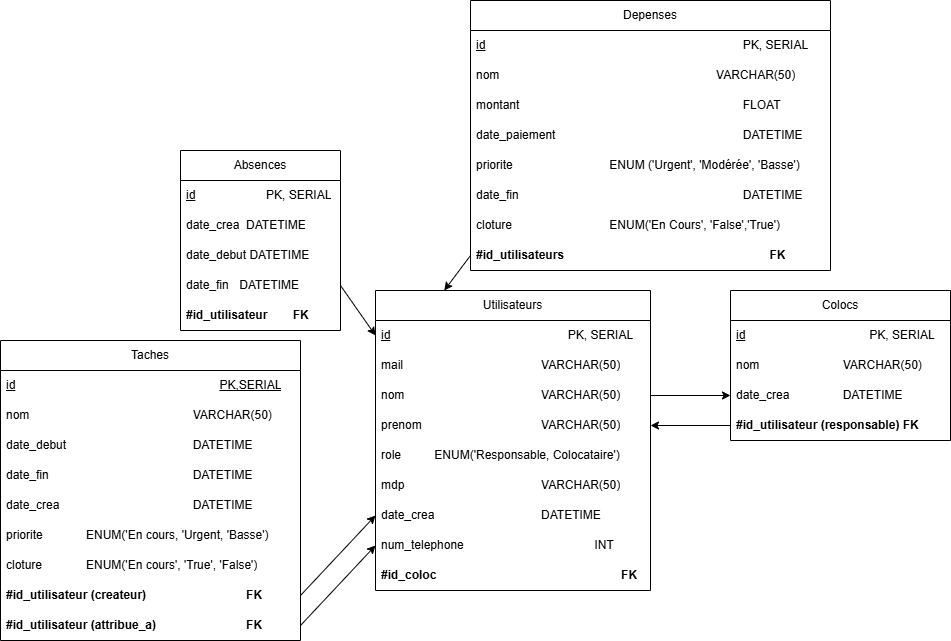 Depenses
id PK, SERIAL
nom VARCHAR(50)
montant FLOAT
date_paiement DATETIME
priorite ENUM ('Urgent', 'Modérée', 'Basse')
date_fin DATETIME
cloture ENUM('En Cours', 'False','True')
#id_utilisateurs FK
Absences
id PK, SERIAL
date_crea DATETIME
date_debut DATETIME
date_fin DATETIME
#id_utilisateur FK
Utilisateurs
id PK, SERIAL
mail VARCHAR(50)
nom VARCHAR(50)
prenom VARCHAR(50)
role ENUM('Responsable, Colocataire')
mdp VARCHAR(50)
date_crea DATETIME
num_telephone INT
#id_coloc FK
Colocs
id PK, SERIAL
nom VARCHAR(50)
date_crea DATETIME
#id_utilisateur (responsable) FK
Taches
id PK,SERIAL
nom VARCHAR(50)
date_debut DATETIME
date_fin DATETIME
date_crea DATETIME
priorite ENUM('En cours, 'Urgent, 'Basse')
cloture ENUM('En cours', 'True', 'False')
#id_utilisateur (createur) FK
#id_utilisateur (attribue_a) FK